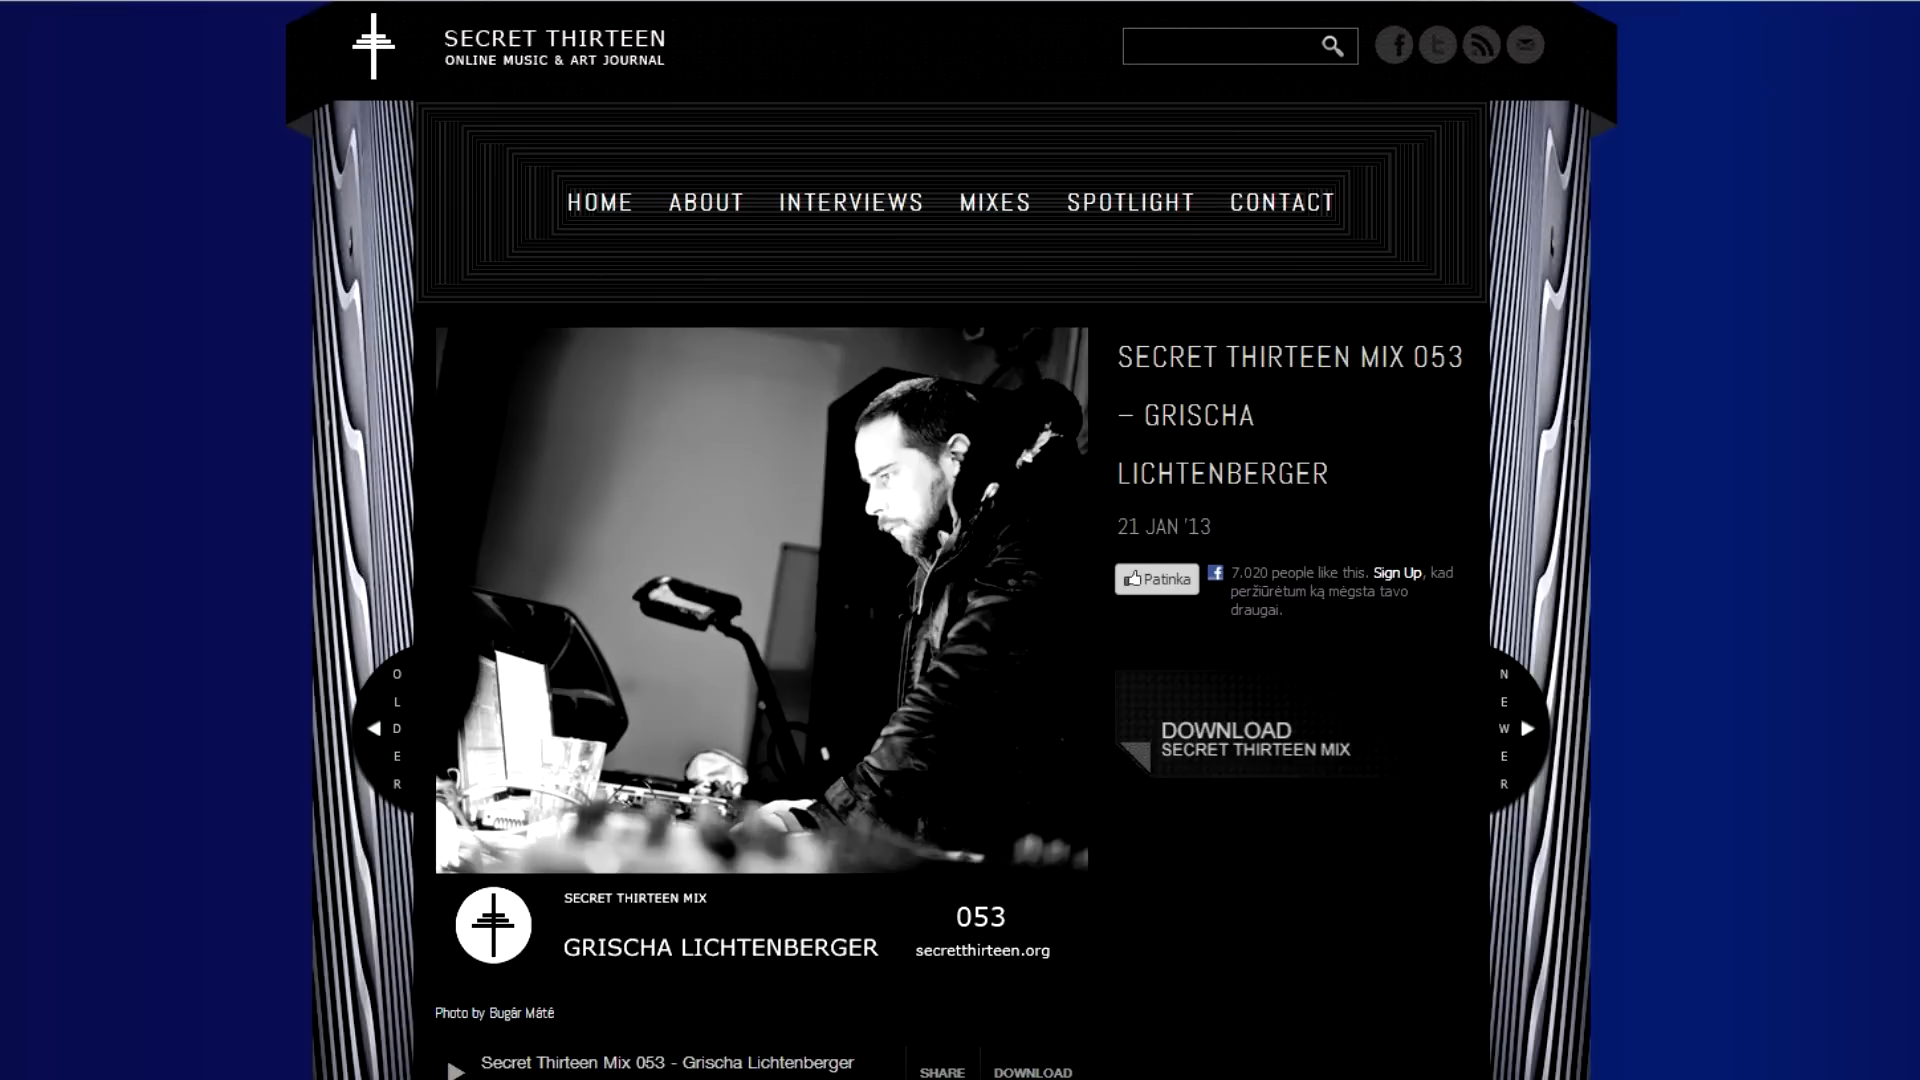 SECRET THIRTEEN
ONLINE MUSIC & ART JOURNAL
HOME ABOUT INTERVIEWS MIXES SPOTLIGHT CONTACT
SECRET THIRTEEN MIX 053
– GRISCHA
LICHTENBERGER
21 JAN '13
Patinka
7.020 people like this. Sign Up, kad
peržiūrėtum ką mėgsta tavo
draugai.
OLDER
NEWER
DOWNLOAD
SECRET THIRTEEN MIX
SECRET THIRTEEN MIX
GRISCHA LICHTENBERGER
053
secretthirteen.org
Photo by Bugár Máté
Secret Thirteen Mix 053 - Grischa Lichtenberger
SHARE DOWNLOAD